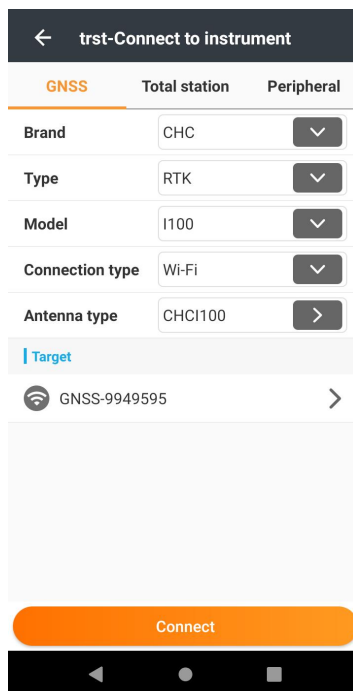 trst-Connect to instrument
GNSS Total station Peripheral
Brand CHC
Type RTK
Model I100
Connection type Wi-Fi
Antenna type CHCI100
Target
GNSS-9949595
Connect